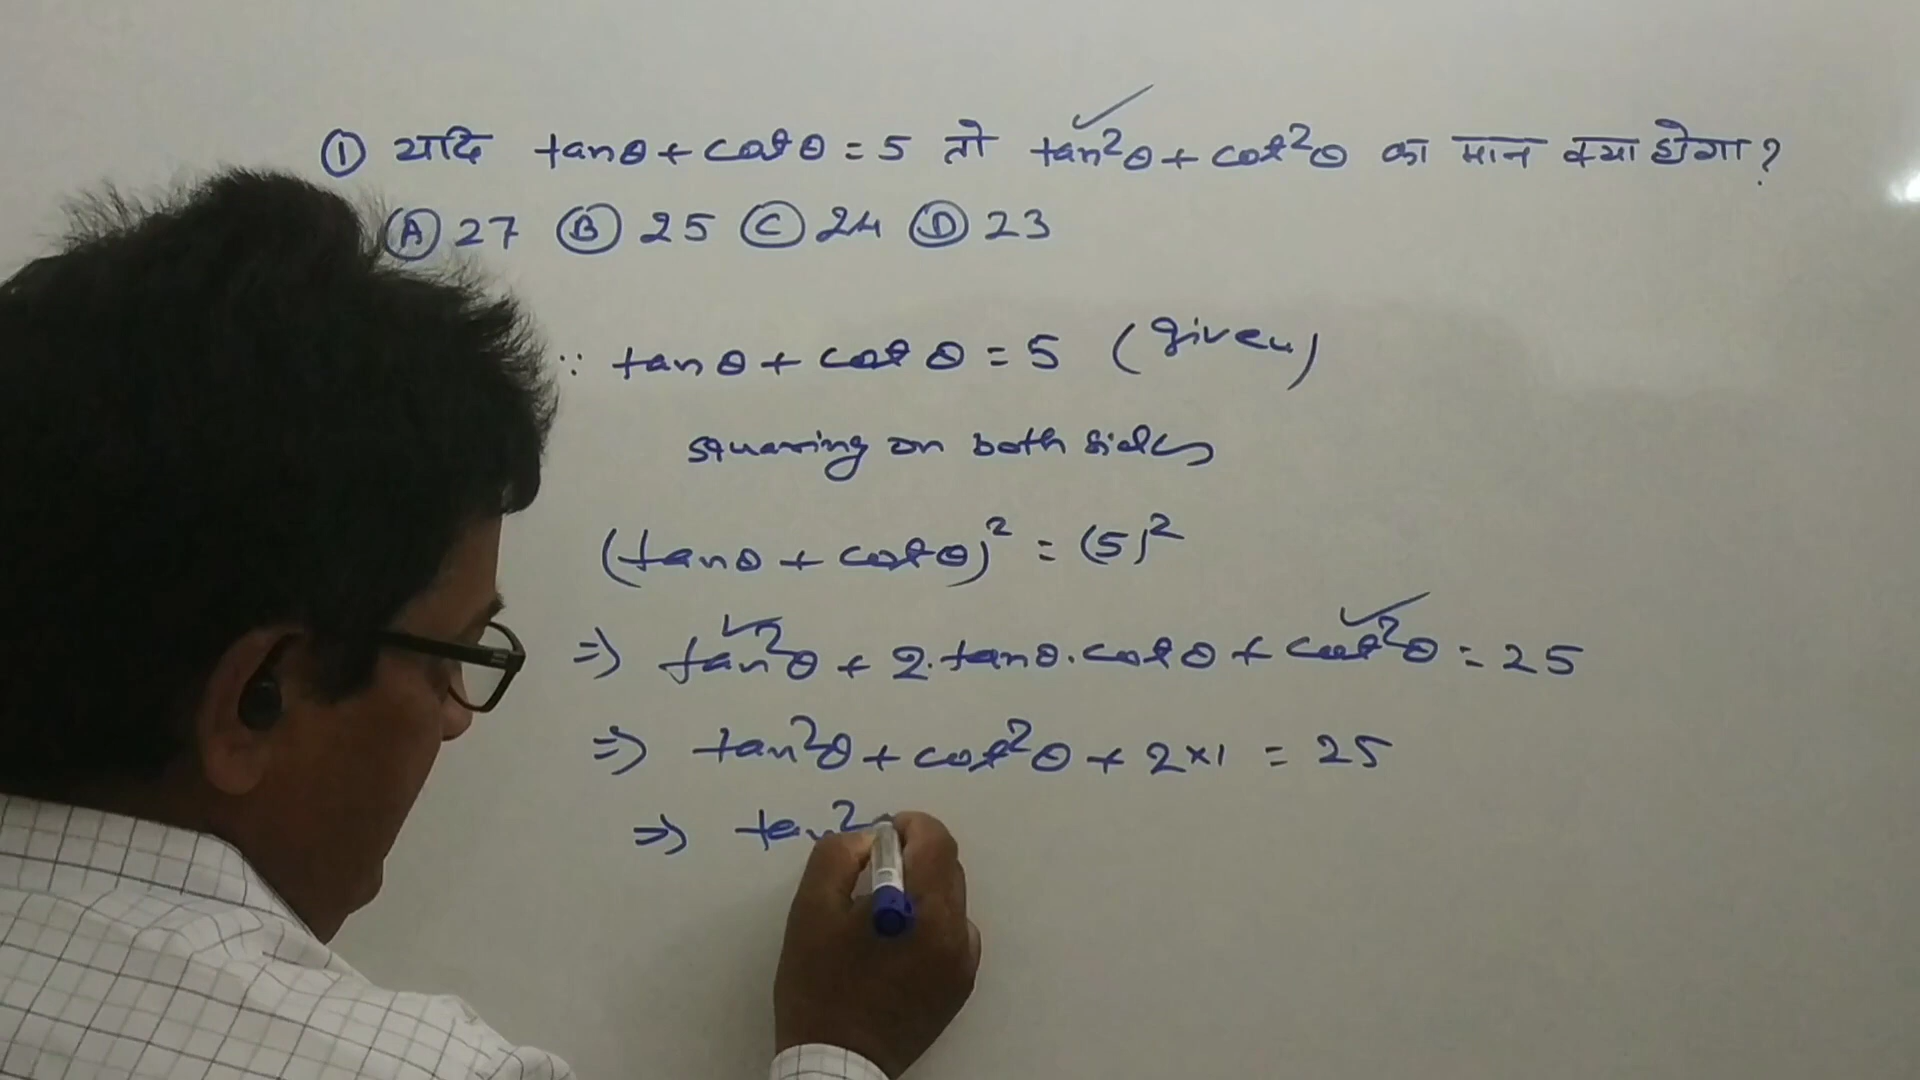 ① यदि tanθ + cotθ = 5 तो tan²θ + cot²θ का मान क्या होगा?
Ⓐ 27 Ⓑ 25 Ⓒ 24 Ⓓ 23
∵ tanθ + cotθ = 5 (Given)
squaring on both sides
(tanθ + cotθ)² = (5)²
⇒ tan²θ + 2.tanθ.cotθ + cot²θ = 25
⇒ tan²θ + cot²θ + 2×1 = 25
⇒ tan²